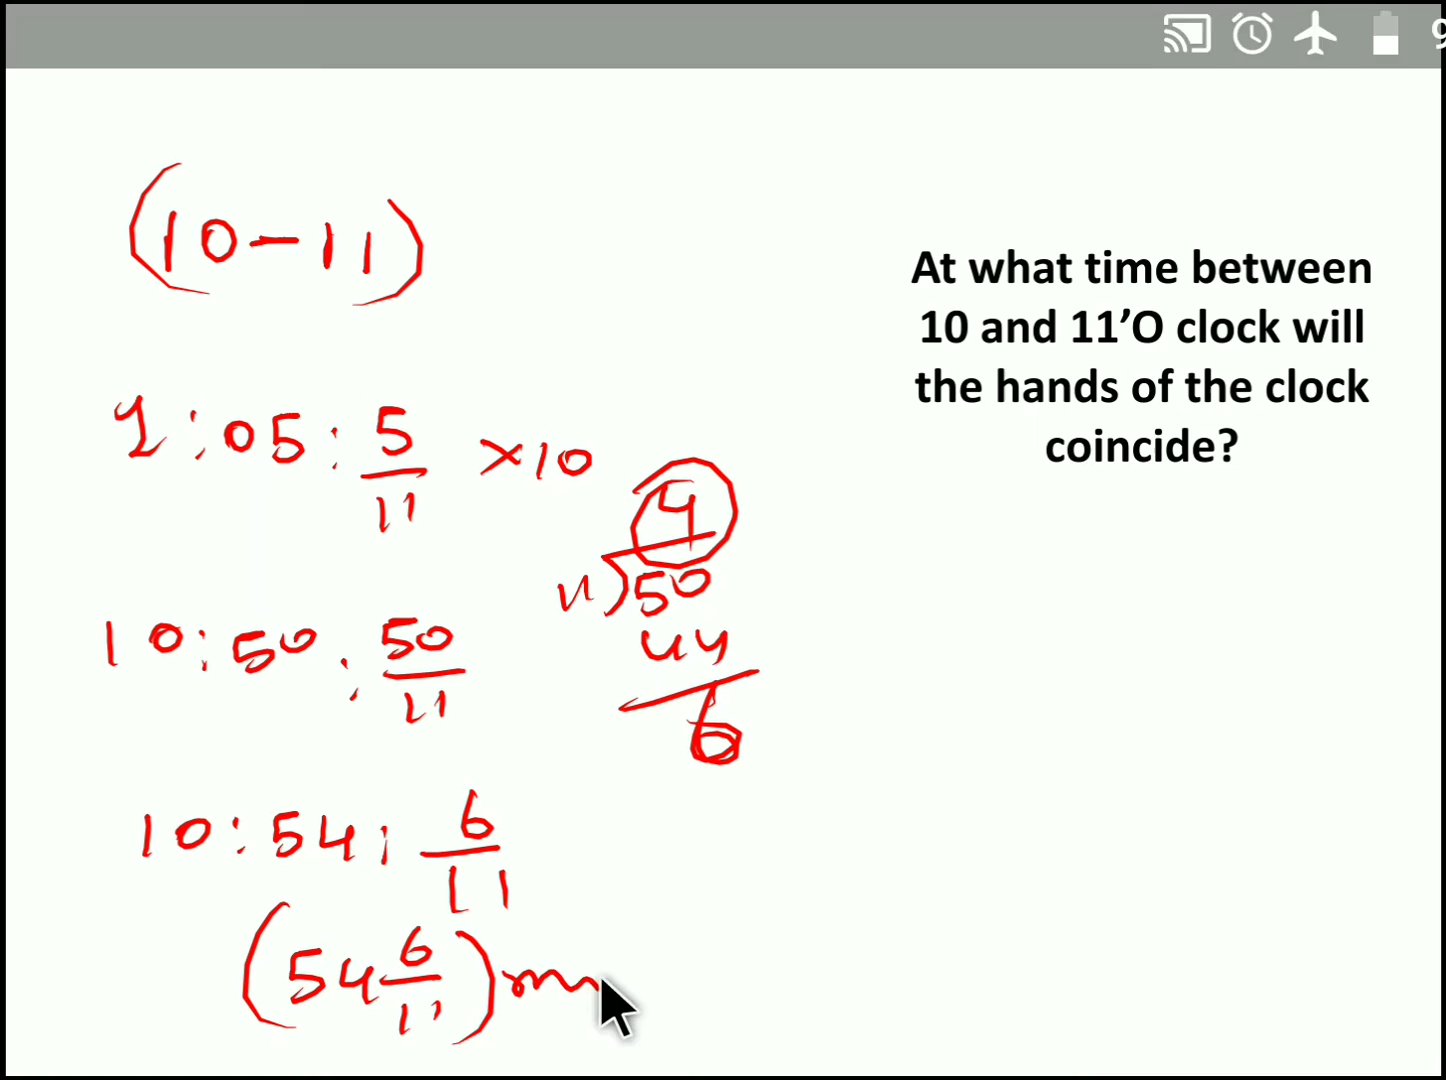 9
(10-11)
At what time between
10 and 11’O clock will
the hands of the clock
coincide?
1:05:5/11 ×10
4
11)50
44
6
10:50:50/11
10:54:6/11
(54 6/11)